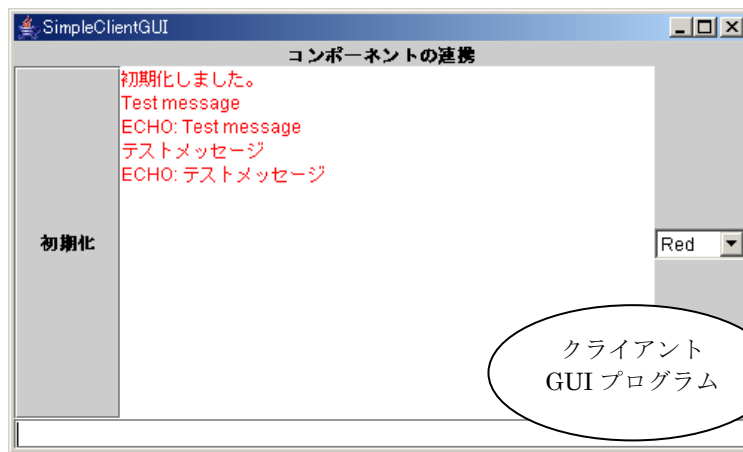 SimpleClientGUI
コンポーネントの連携
初期化しました。
Test message
ECHO: Test message
テストメッセージ
ECHO: テストメッセージ
初期化
Red
クライアント
GUI プログラム